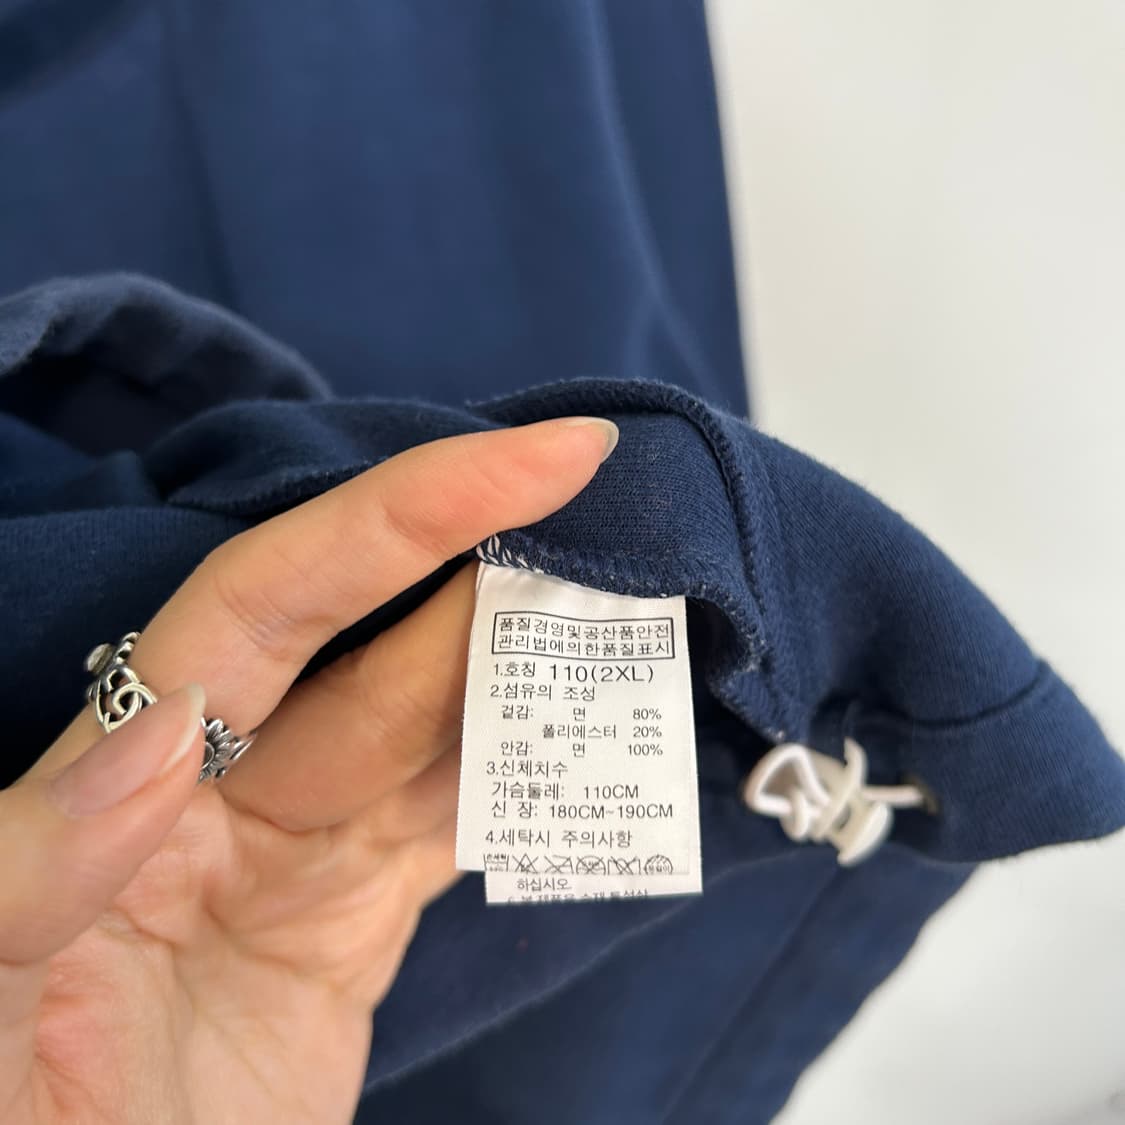 품질경영및공산품안전
관리법에의한품질표시
1.호칭 110(2XL)
2.섬유의 조성
겉감: 면 80%
폴리에스터 20%
안감: 면 100%
3.신체치수
가슴둘레: 110CM
신 장: 180CM~190CM
4.세탁시 주의사항
하십시오